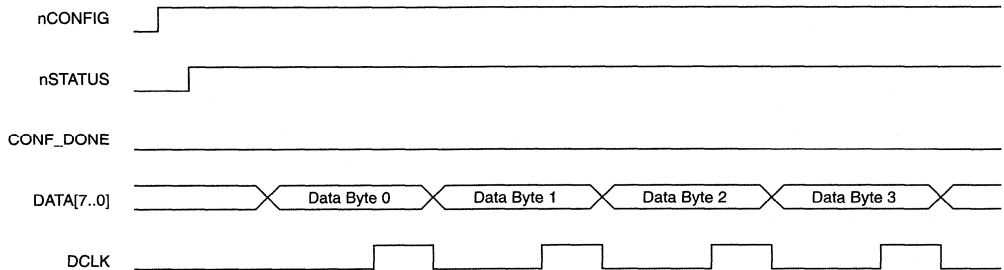 nCONFIG
nSTATUS
CONF_DONE
DATA[7..0] Data Byte 0 Data Byte 1 Data Byte 2 Data Byte 3
DCLK